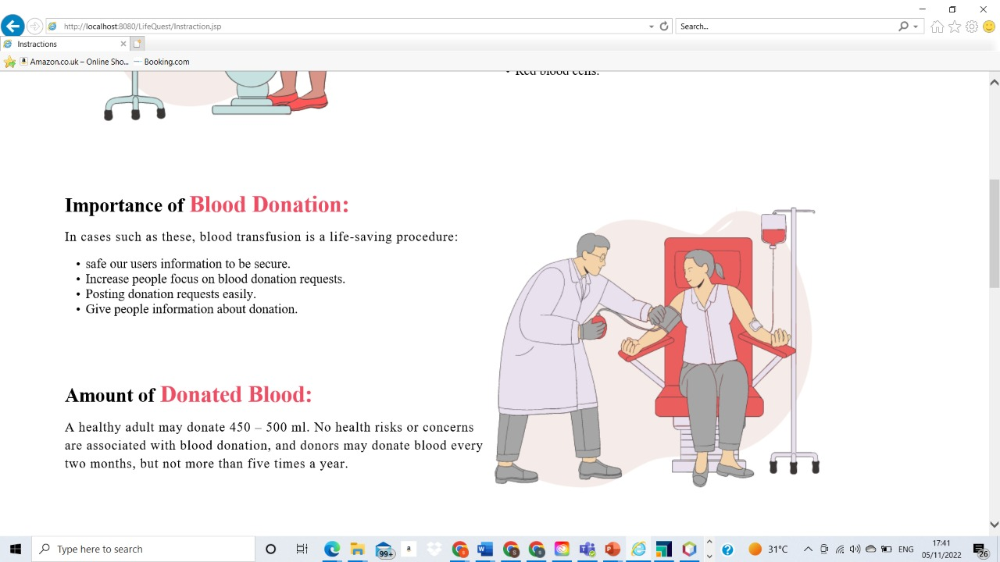 http://localhost:8080/LifeQuest/Instraction.jsp
Search...
Instractions
Amazon.co.uk – Online Sho...
Booking.com
• Red blood cells.
Importance of Blood Donation:
In cases such as these, blood transfusion is a life-saving procedure:
• safe our users information to be secure.
• Increase people focus on blood donation requests.
• Posting donation requests easily.
• Give people information about donation.
Amount of Donated Blood:
A healthy adult may donate 450 – 500 ml. No health risks or concerns
are associated with blood donation, and donors may donate blood every
two months, but not more than five times a year.
Type here to search
99+
31°C
ENG
17:41
05/11/2022
26